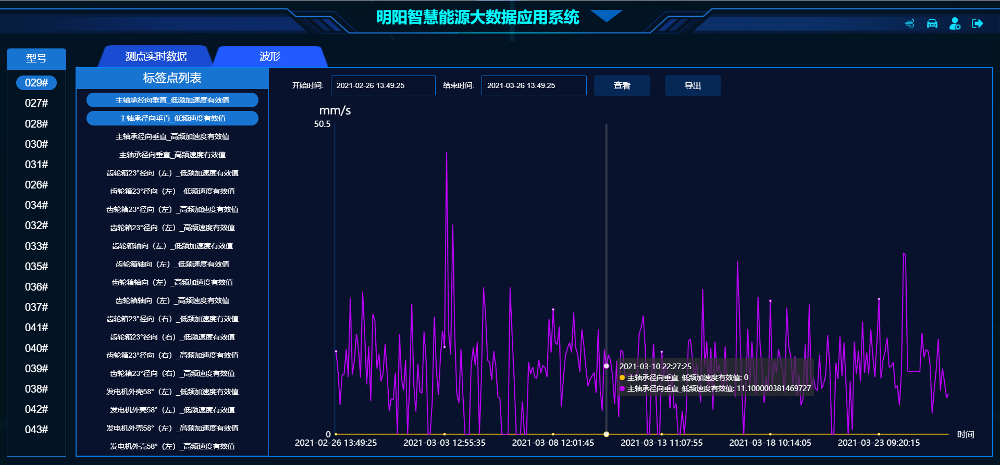 明阳智慧能源大数据应用系统
型号
029#
027#
028#
030#
031#
026#
034#
032#
033#
035#
036#
037#
041#
040#
039#
038#
042#
043#
测点实时数据
波形
标签点列表
主轴承径向垂直_低频加速度有效值
主轴承径向垂直_低频速度有效值
主轴承径向垂直_高频加速度有效值
主轴承径向垂直_高频速度有效值
齿轮箱23°径向（左）_低频加速度有效值
齿轮箱23°径向（左）_低频速度有效值
齿轮箱23°径向（左）_高频加速度有效值
齿轮箱23°径向（左）_高频速度有效值
齿轮箱轴向（左）_低频加速度有效值
齿轮箱轴向（左）_低频速度有效值
齿轮箱轴向（左）_高频加速度有效值
齿轮箱轴向（左）_高频速度有效值
齿轮箱23°径向（右）_低频加速度有效值
齿轮箱23°径向（右）_低频速度有效值
齿轮箱23°径向（右）_高频加速度有效值
齿轮箱23°径向（右）_高频速度有效值
发电机外壳58°（左）_低频加速度有效值
发电机外壳58°（左）_低频速度有效值
发电机外壳58°（左）_高频加速度有效值
发电机外壳58°（左）_高频速度有效值
开始时间: 2021-02-26 13:49:25 结束时间: 2021-03-26 13:49:25 查看 导出
mm/s
50.5
2021-03-10 22:27:25
主轴承径向垂直_低频加速度有效值: 0
主轴承径向垂直_低频速度有效值: 11.100000381469727
0
时间
2021-02-26 13:49:25 2021-03-03 12:55:35 2021-03-08 12:01:45 2021-03-13 11:07:55 2021-03-18 10:14:05 2021-03-23 09:20:15